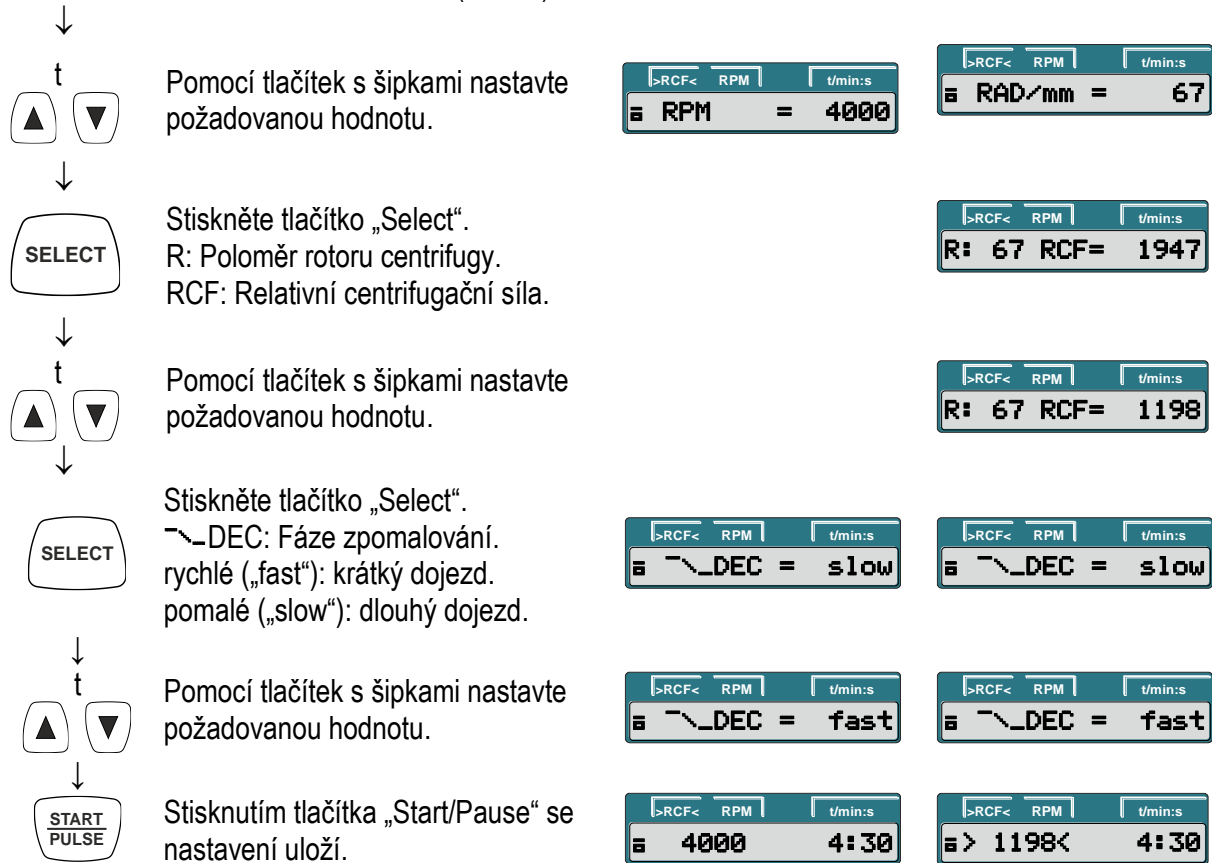 ↓
t
Pomocí tlačítek s šipkami nastavte
požadovanou hodnotu.
>RCF< RPM t/min:s
RPM = 4000
>RCF< RPM t/min:s
RAD/mm = 67
↓
SELECT
Stiskněte tlačítko „Select“.
R: Poloměr rotoru centrifugy.
RCF: Relativní centrifugační síla.
>RCF< RPM t/min:s
R: 67 RCF= 1947
↓
t
Pomocí tlačítek s šipkami nastavte
požadovanou hodnotu.
>RCF< RPM t/min:s
R: 67 RCF= 1198
↓
SELECT
Stiskněte tlačítko „Select“.
DEC: Fáze zpomalování.
rychlé („fast“): krátký dojezd.
pomalé („slow“): dlouhý dojezd.
>RCF< RPM t/min:s
DEC = slow
>RCF< RPM t/min:s
DEC = slow
↓
t
Pomocí tlačítek s šipkami nastavte
požadovanou hodnotu.
>RCF< RPM t/min:s
DEC = fast
>RCF< RPM t/min:s
DEC = fast
↓
START
PULSE
Stisknutím tlačítka „Start/Pause“ se
nastavení uloží.
>RCF< RPM t/min:s
4000 4:30
>RCF< RPM t/min:s
> 1198< 4:30